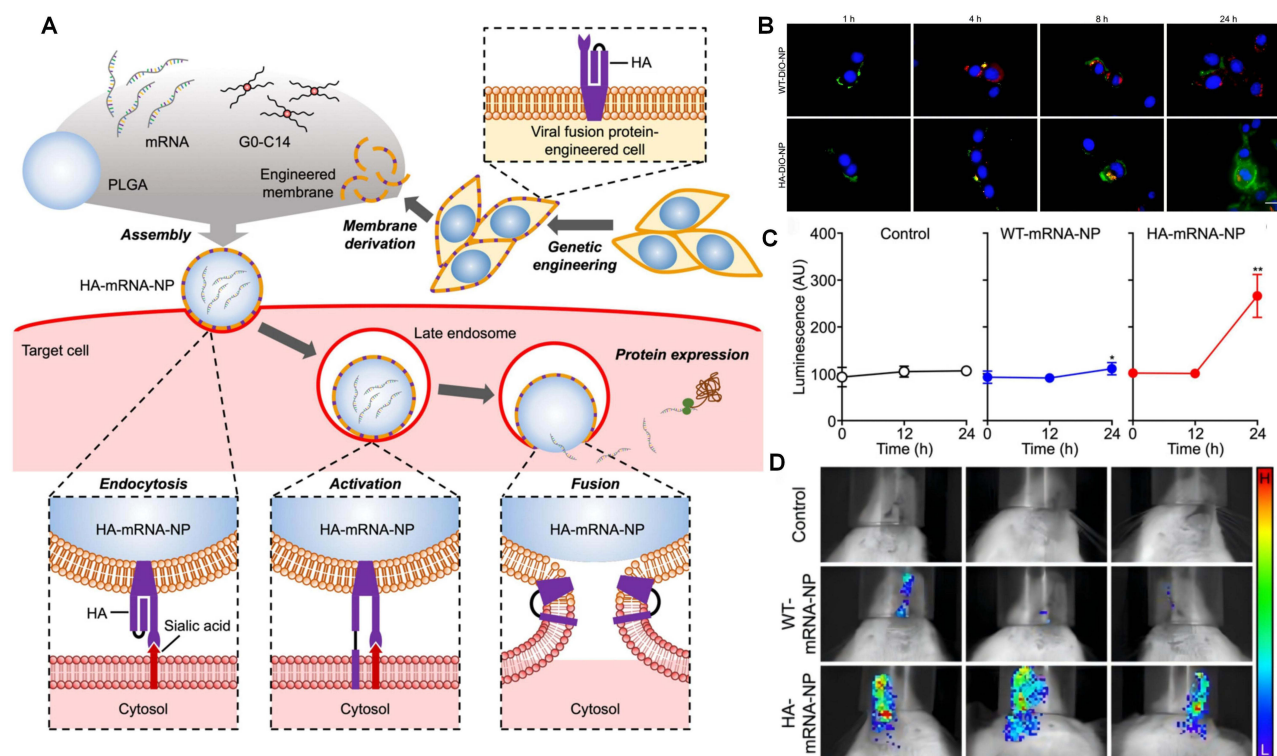 A
mRNA
G0-C14
PLGA
Engineered
membrane
HA
Viral fusion protein-
engineered cell
Assembly
Membrane
derivation
Genetic
engineering
HA-mRNA-NP
Target cell
Late endosome
Protein expression
Endocytosis
HA-mRNA-NP
HA
Sialic acid
Cytosol
Activation
HA-mRNA-NP
Cytosol
Fusion
HA-mRNA-NP
Cytosol
B
1 h
4 h
8 h
24 h
WT-DiO-NP
HA-DiO-NP
C
Control
WT-mRNA-NP
HA-mRNA-NP
Luminescence (AU)
400
300
200
100
0
*
**
0
12
24
0
12
24
0
12
24
Time (h)
Time (h)
Time (h)
D
Control
WT-
mRNA-NP
HA-
mRNA-NP
H
L